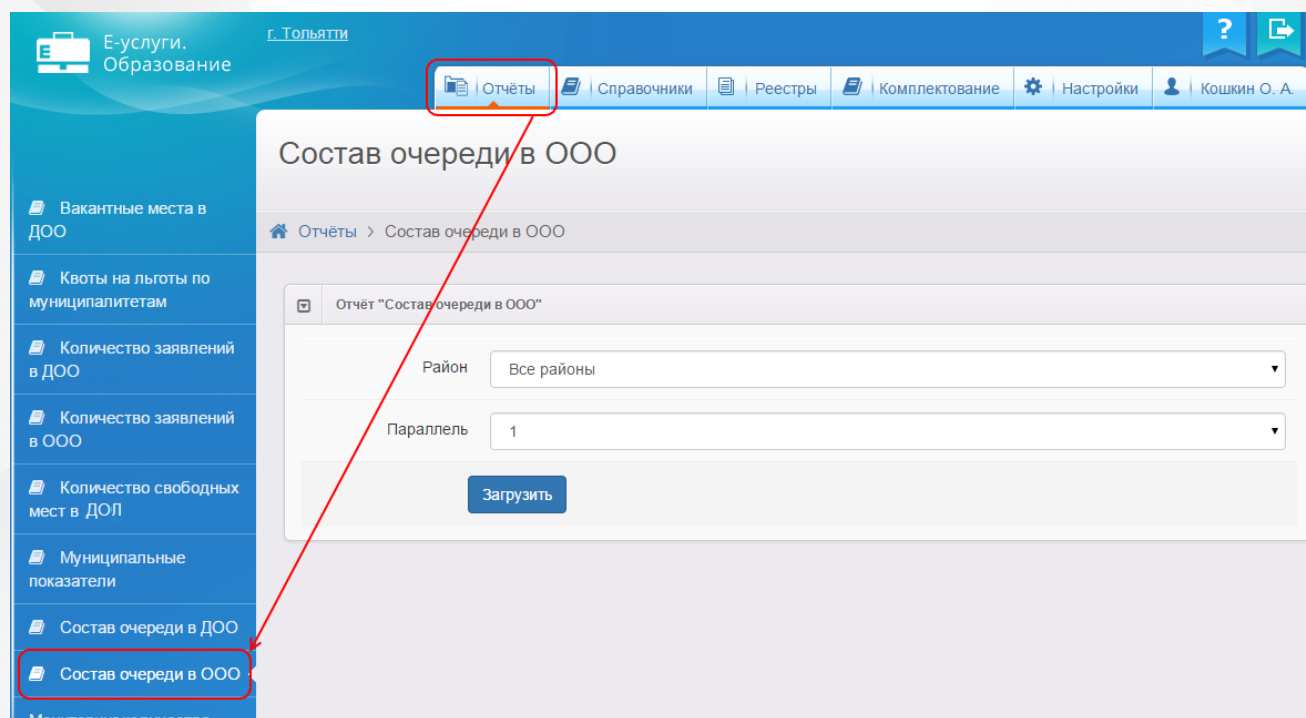 Е-услуги.
Образование
г. Тольятти
?
Отчёты
Справочники
Реестры
Комплектование
Настройки
Кошкин О. А.
Состав очереди в ООО
Отчёты > Состав очереди в ООО
Вакантные места в
ДОО
Квоты на льготы по
муниципалитетам
Количество заявлений
в ДОО
Количество заявлений
в ООО
Количество свободных
мест в ДОЛ
Муниципальные
показатели
Состав очереди в ДОО
Состав очереди в ООО
Отчёт "Состав очереди в ООО"
Район
Все районы
Параллель
1
Загрузить